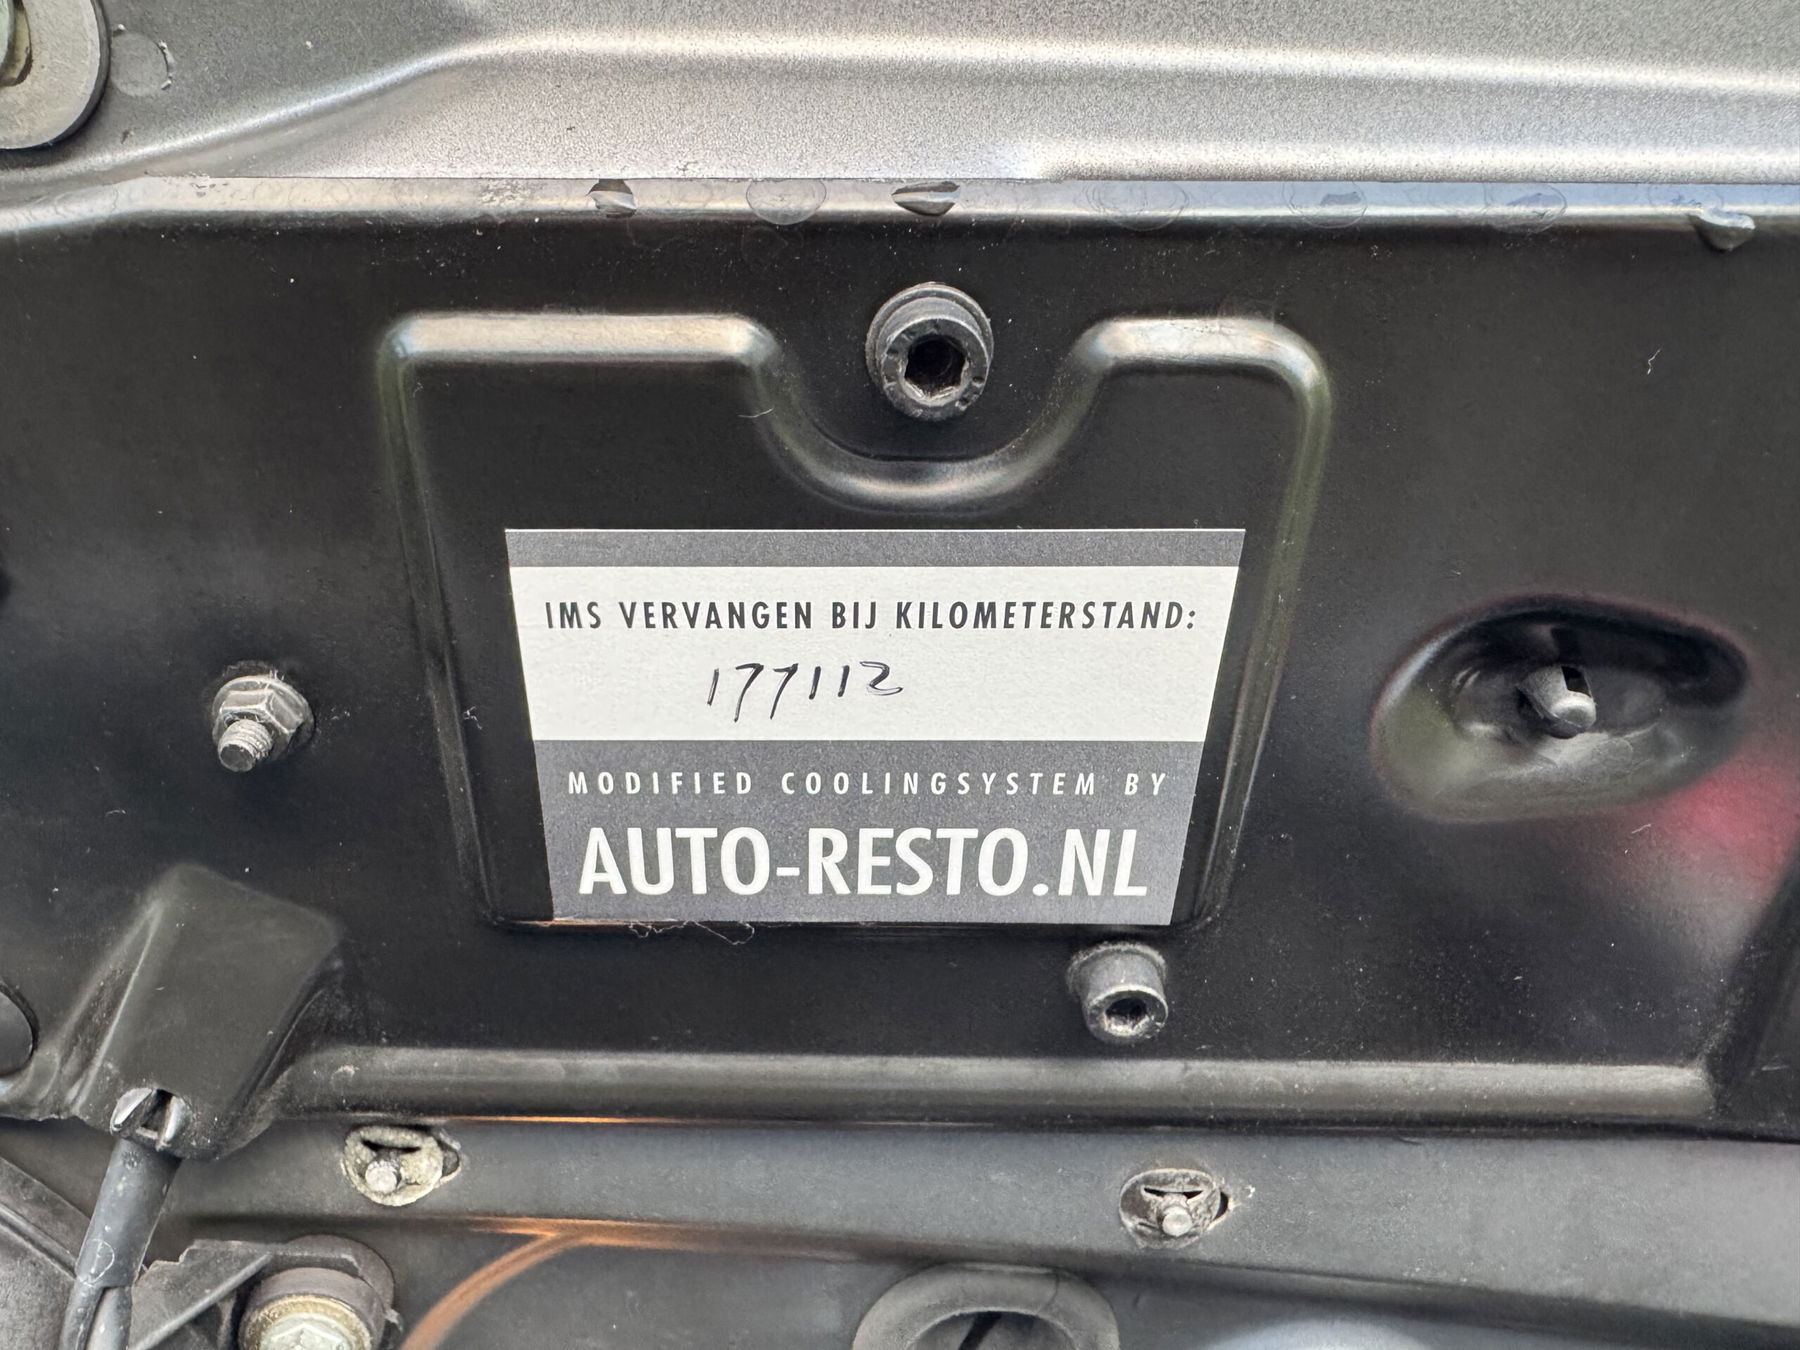 IMS VERVANGEN BIJ KILOMETERSTAND:
177112
MODIFIED COOLINGSYSTEM BY
AUTO-RESTO.NL